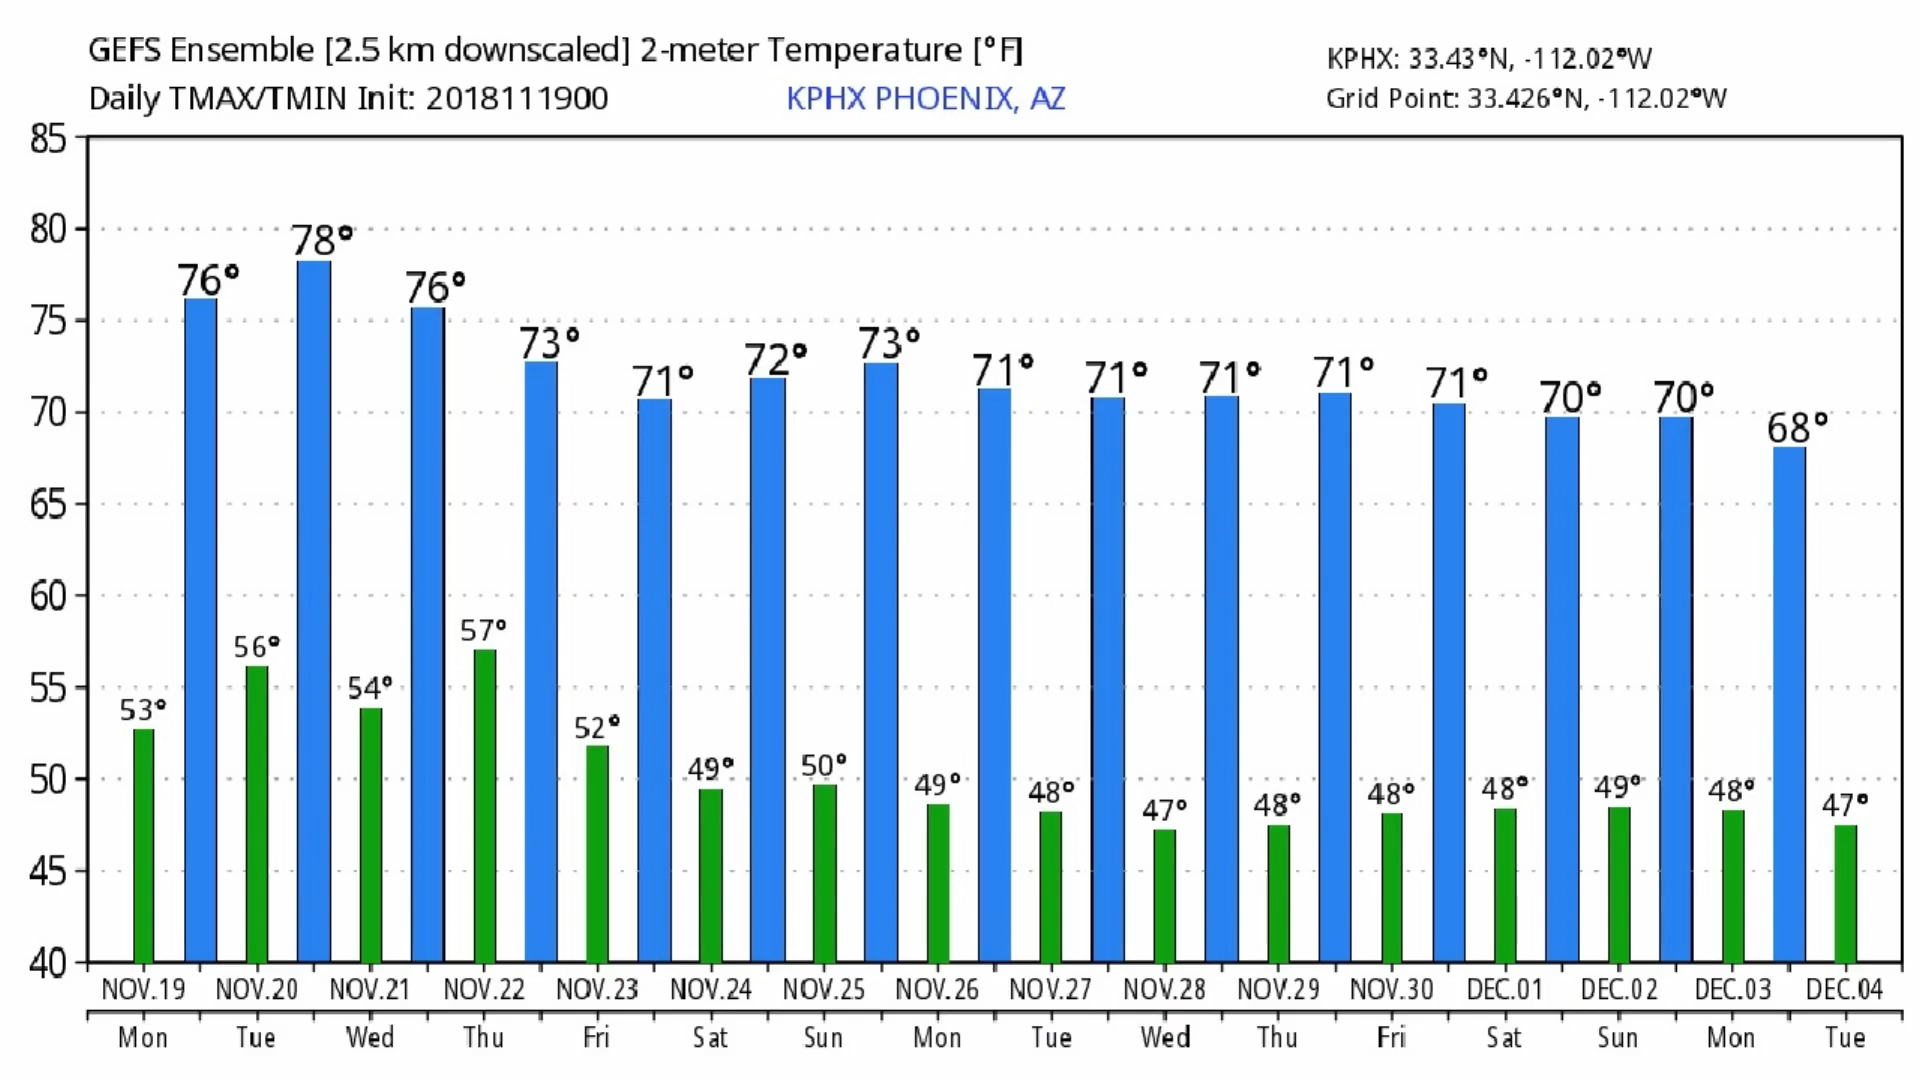 GEFS Ensemble [2.5 km downscaled] 2-meter Temperature [°F]
KPHX: 33.43°N, -112.02°W
Daily TMAX/TMIN Init: 2018111900
KPHX PHOENIX, AZ
Grid Point: 33.426°N, -112.02°W
85
80
75
70
65
60
55
50
45
40
76° 78° 76° 73° 71° 72° 73° 71° 71° 71° 71° 71° 70° 70° 68°
53° 56° 54° 57° 52° 49° 50° 49° 48° 47° 48° 48° 48° 49° 48° 47°
NOV.19 NOV.20 NOV.21 NOV.22 NOV.23 NOV.24 NOV.25 NOV.26 NOV.27 NOV.28 NOV.29 NOV.30 DEC.01 DEC.02 DEC.03 DEC.04
Mon Tue Wed Thu Fri Sat Sun Mon Tue Wed Thu Fri Sat Sun Mon Tue